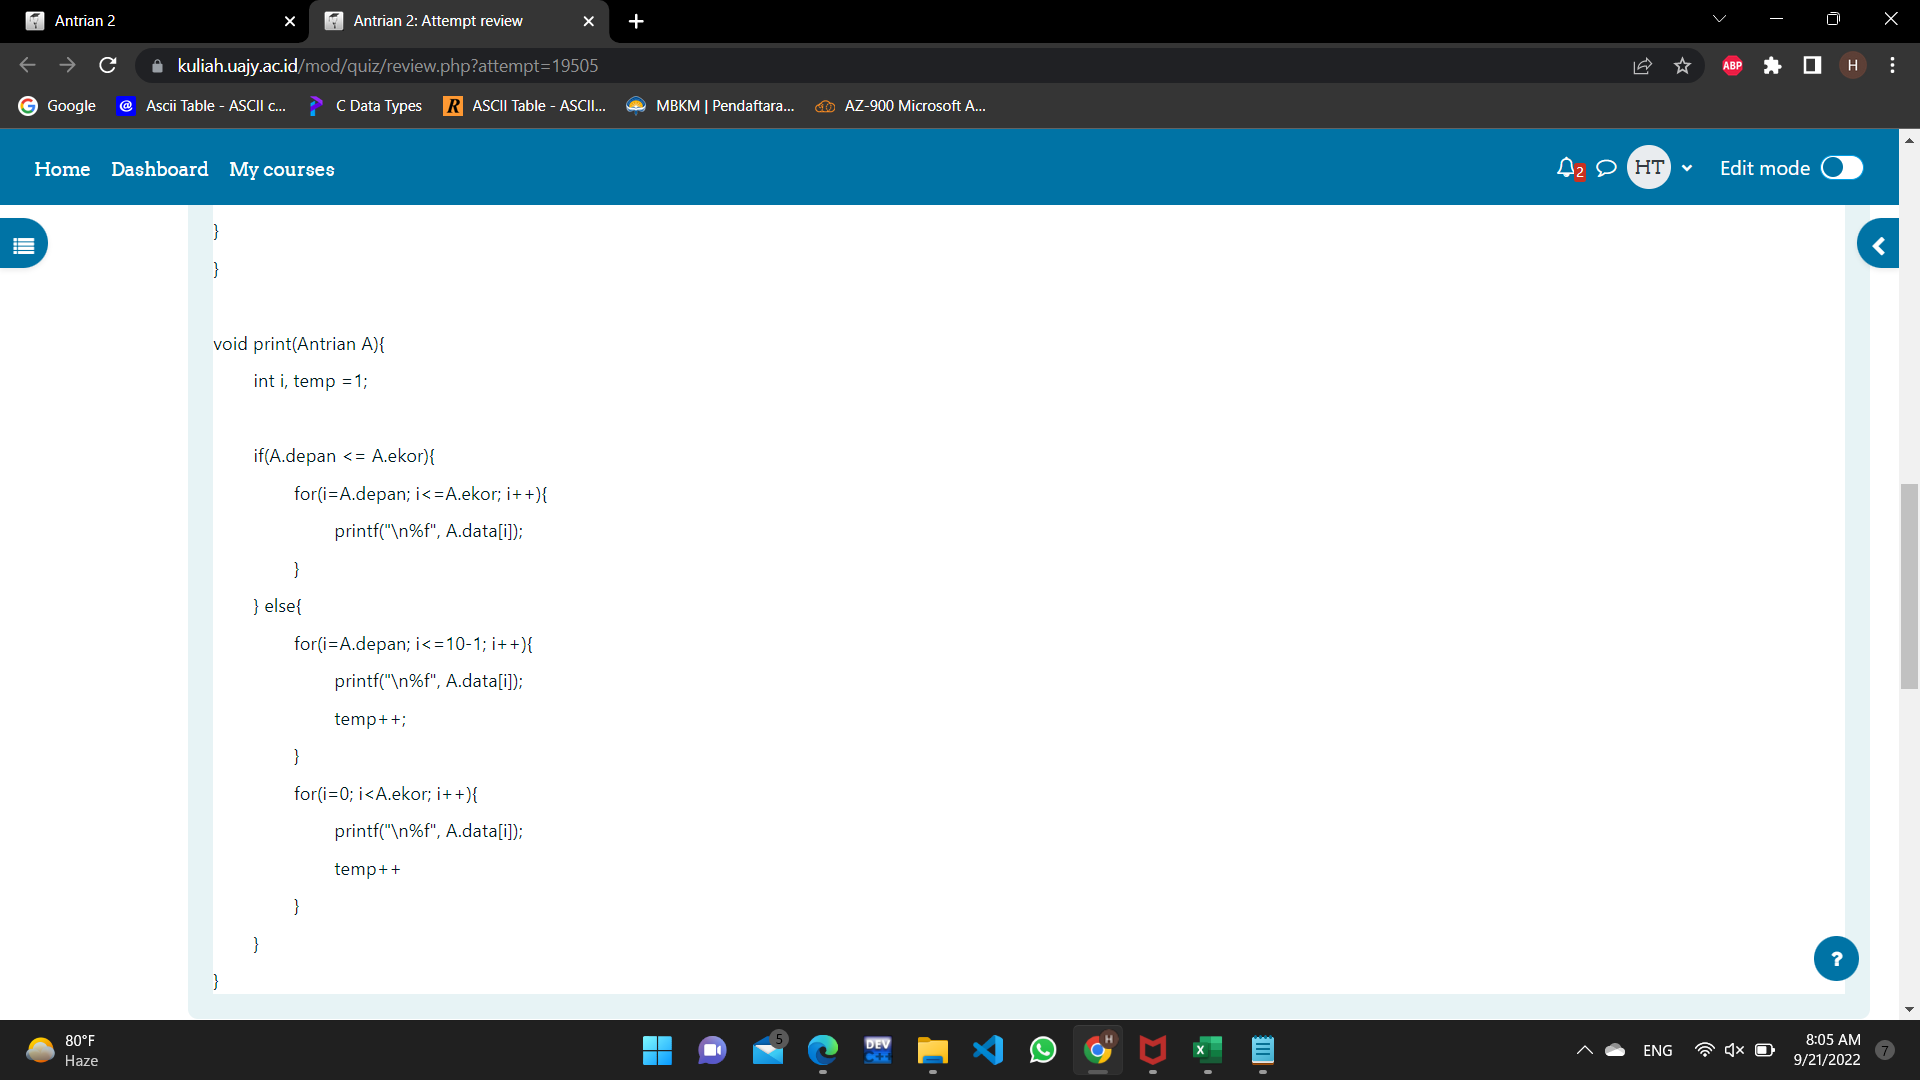 Antrian 2
Antrian 2: Attempt review
kuliah.uajy.ac.id/mod/quiz/review.php?attempt=19505
ABP
H
Google
Ascii Table - ASCII c...
C Data Types
ASCII Table - ASCII...
MBKM | Pendaftara...
AZ-900 Microsoft A...
Home Dashboard My courses
2
HT
Edit mode
}
}
void print(Antrian A){
int i, temp =1;
if(A.depan <= A.ekor){
for(i=A.depan; i<=A.ekor; i++){
printf("\n%f", A.data[i]);
}
} else{
for(i=A.depan; i<=10-1; i++){
printf("\n%f", A.data[i]);
temp++;
}
for(i=0; i<A.ekor; i++){
printf("\n%f", A.data[i]);
temp++
}
}
}
?
80°F
Haze
5
DEV
C++
H
ENG
8:05 AM
9/21/2022
7